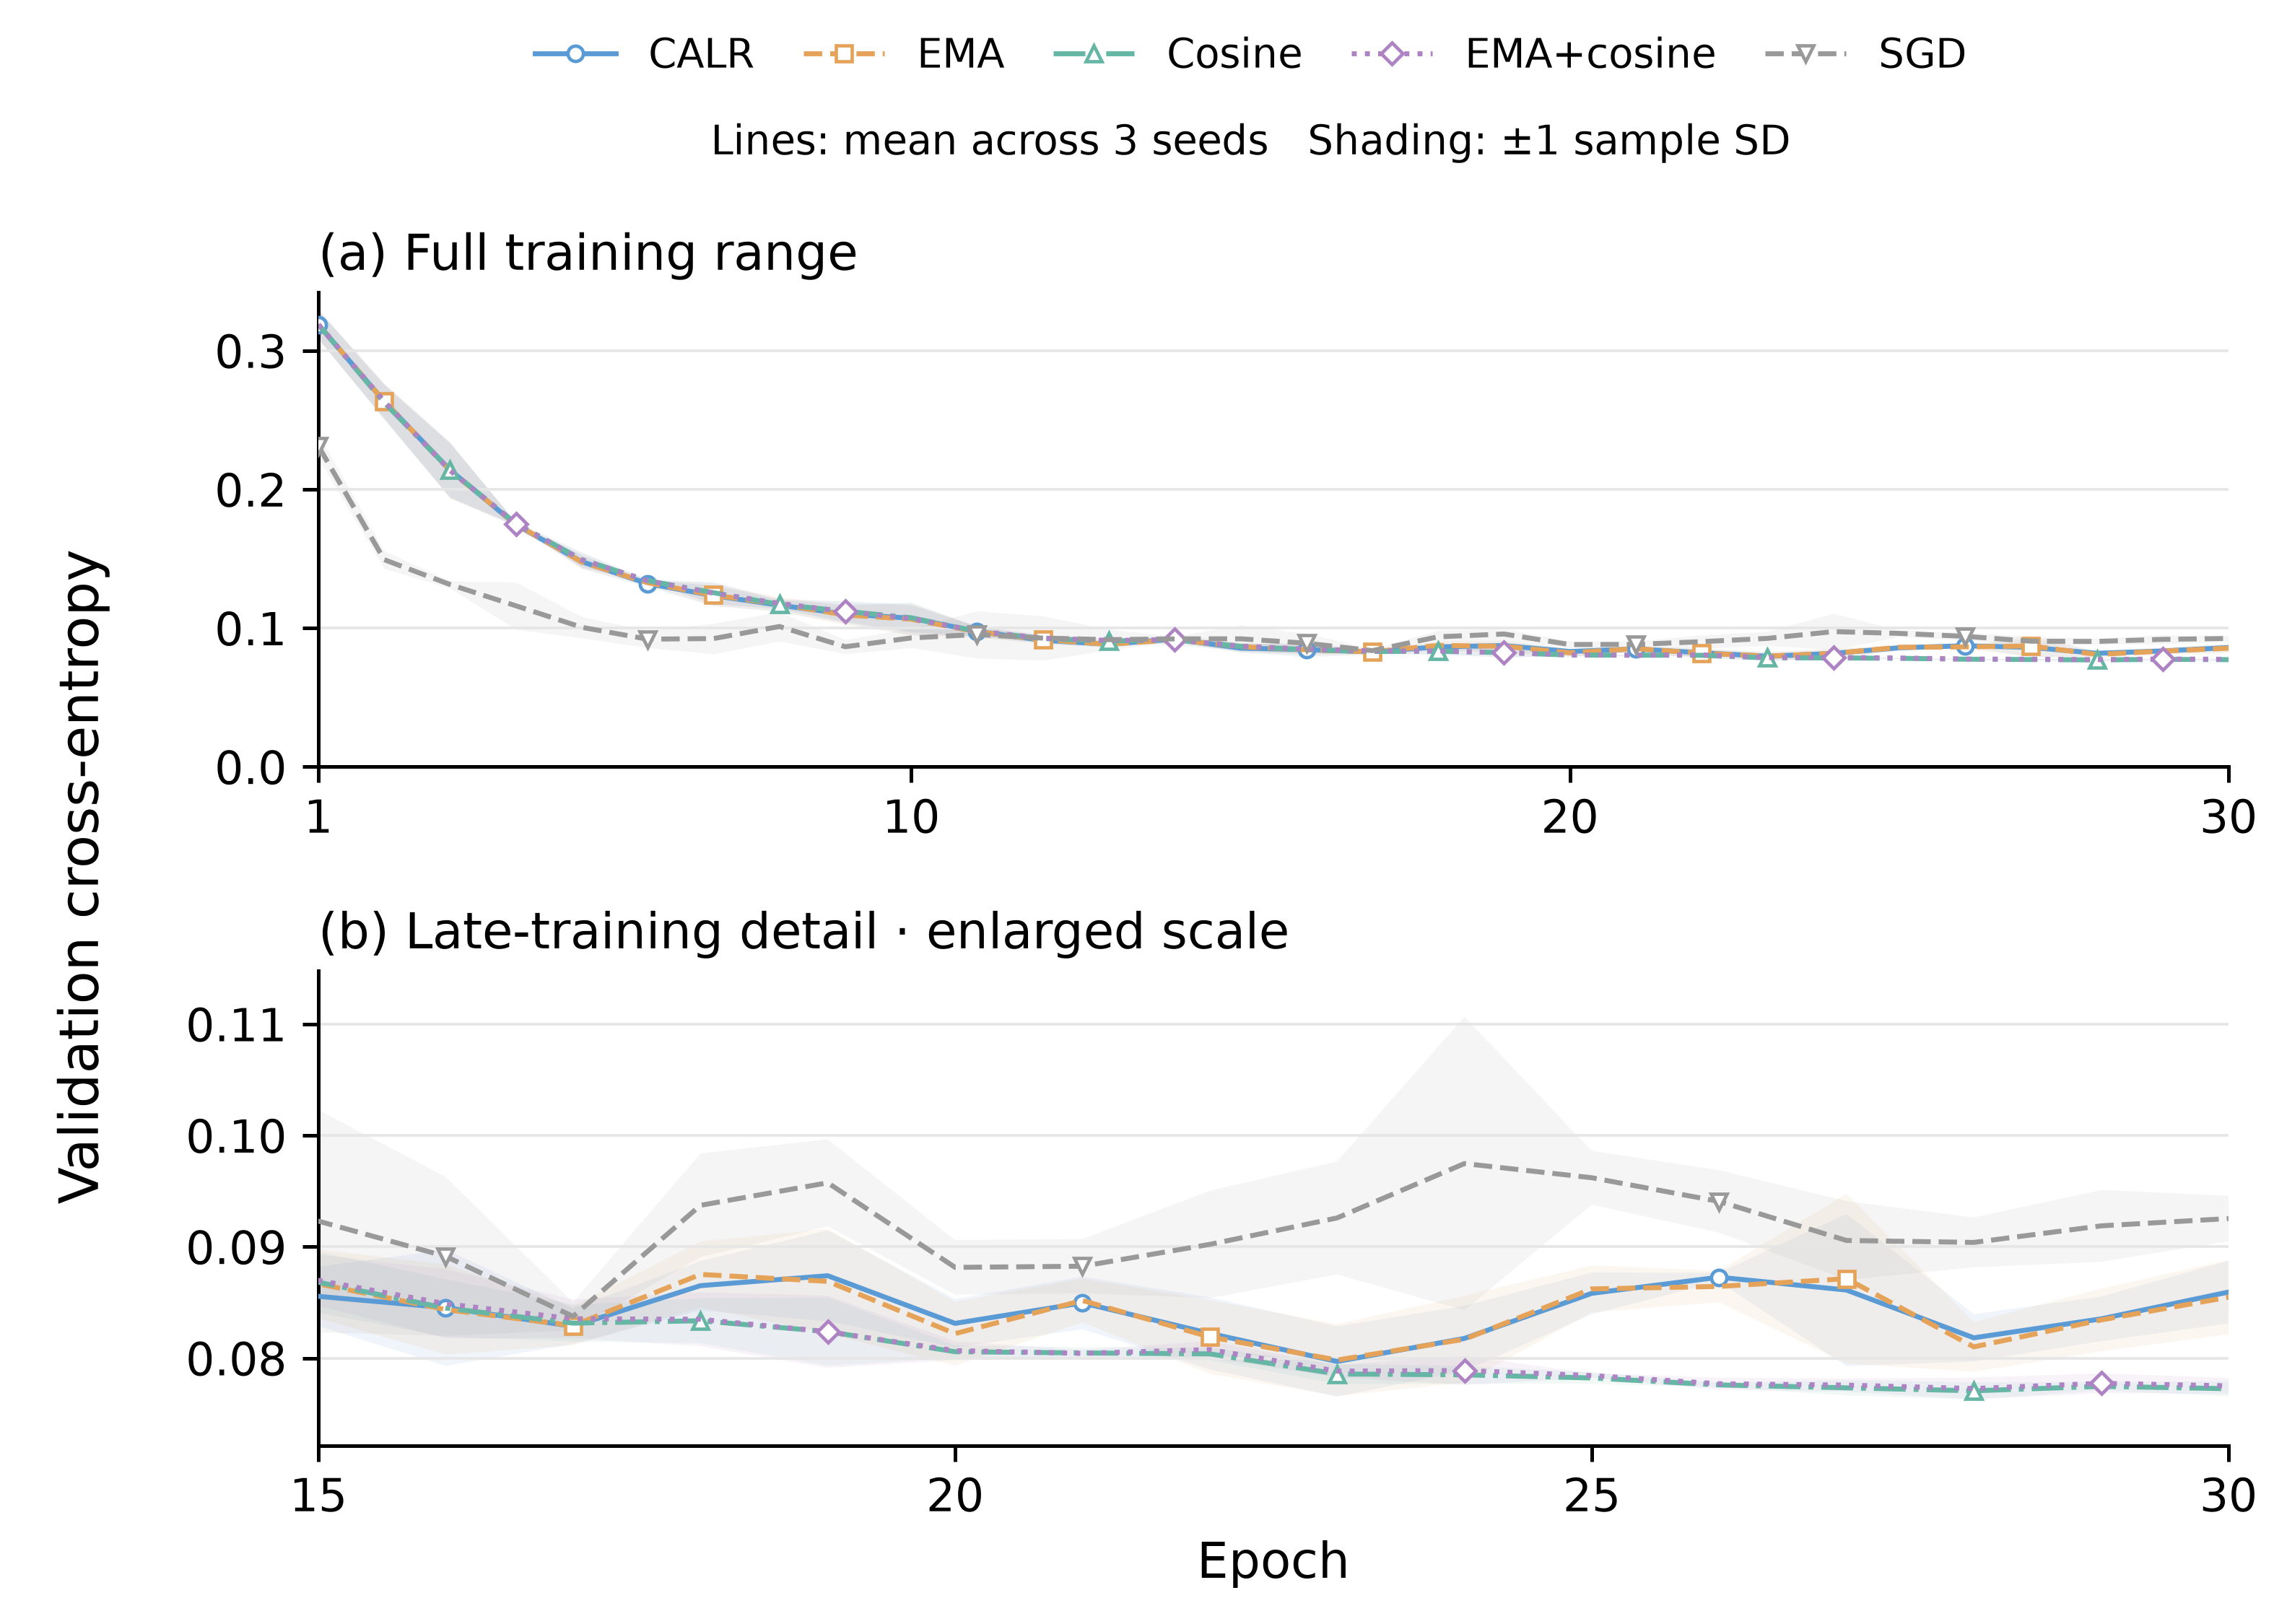 CALR EMA Cosine EMA+cosine SGD
Lines: mean across 3 seeds Shading: ±1 sample SD
(a) Full training range
0.3
0.2
0.1
0.0
1 10 20 30
Validation cross-entropy
(b) Late-training detail · enlarged scale
0.11
0.10
0.09
0.08
15 20 25 30
Epoch